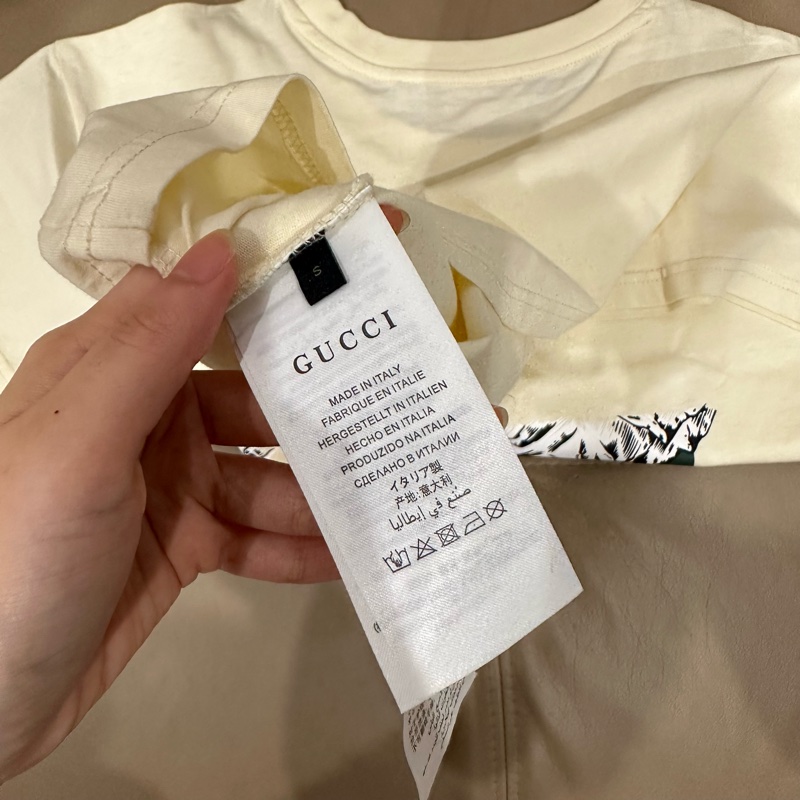 S
GUCCI
MADE IN ITALY
FABRIQUE EN ITALIE
HERGESTELLT IN ITALIEN
HECHO EN ITALIA
PRODUZIDO NA ITALIA
СДЕЛАНО В ИТАЛИИ
イタリア製
产地:意大利
صنع في إيطاليا